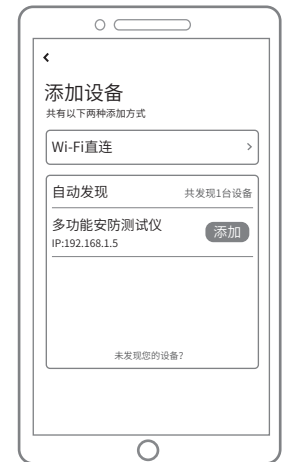 添加设备
共有以下两种添加方式
Wi-Fi直连
自动发现 共发现1台设备
多功能安防测试仪
IP:192.168.1.5
添加
未发现您的设备?